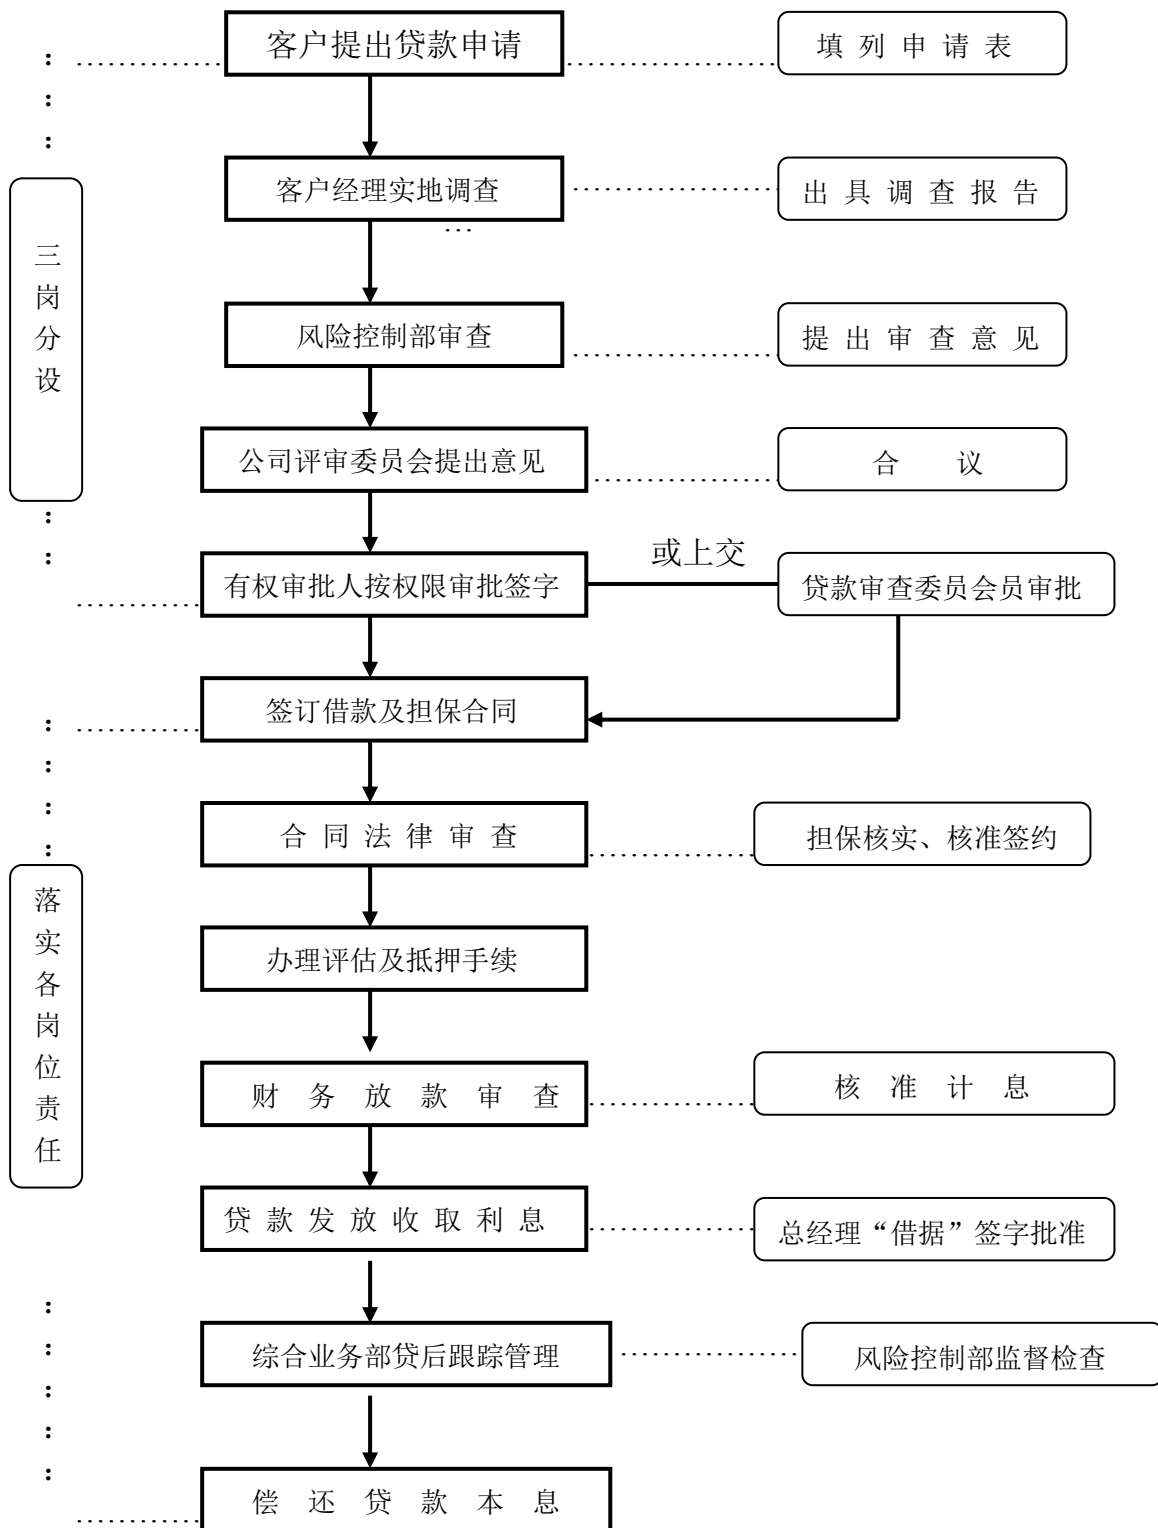 客户提出贷款申请
填列申请表
客户经理实地调查
出具调查报告
三岗分设
风险控制部审查
提出审查意见
公司评审委员会提出意见
合 议
有权审批人按权限审批签字
或上交
贷款审查委员会员审批
签订借款及担保合同
合同法律审查
担保核实、核准签约
落实各岗位责任
办理评估及抵押手续
财务放款审查
核准计息
贷款发放收取利息
总经理“借据”签字批准
综合业务部贷后跟踪管理
风险控制部监督检查
偿还贷款本息